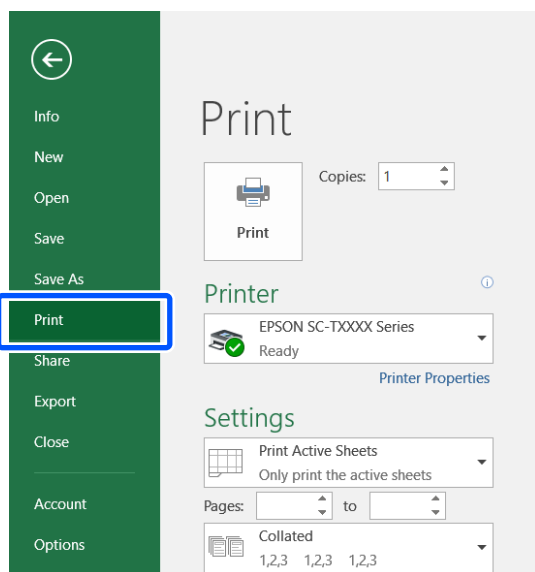 Info
New
Open
Save
Save As
Print
Share
Export
Close
Account
Options
Print
Copies: 1
Print
Printer
EPSON SC-TXXXX Series
Ready
Printer Properties
Settings
Print Active Sheets
Only print the active sheets
Pages: to
Collated
1,2,3 1,2,3 1,2,3